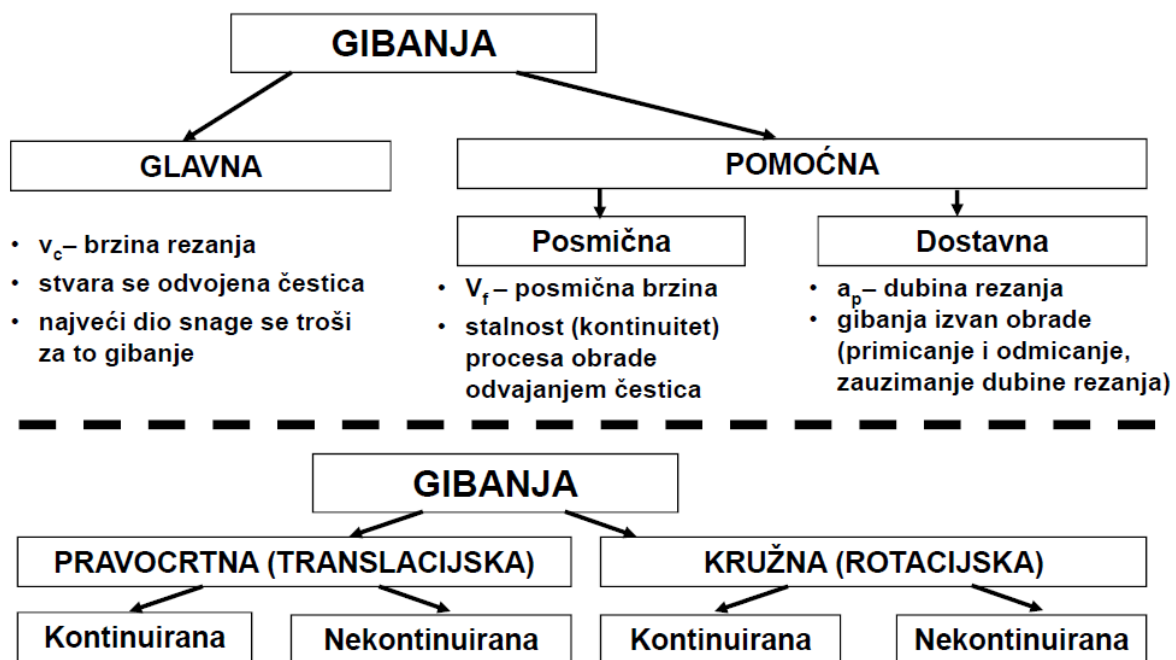 GIBANJA
GLAVNA
POMOĆNA
• vc– brzina rezanja
• stvara se odvojena čestica
• najveći dio snage se troši
za to gibanje
Posmična
• Vf – posmična brzina
• stalnost (kontinuitet)
procesa obrade
odvajanjem čestica
Dostavna
• ap– dubina rezanja
• gibanja izvan obrade
(primicanje i odmicanje,
zauzimanje dubine rezanja)
GIBANJA
PRAVOCRTNA (TRANSLACIJSKA)
KRUŽNA (ROTACIJSKA)
Kontinuirana
Nekontinuirana
Kontinuirana
Nekontinuirana